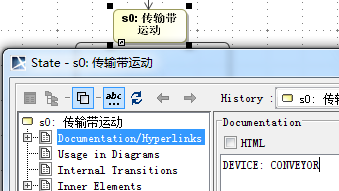 s0: 传输带
运动
State - s0: 传输带运动
abc
History :
s0: 传
s0: 传输带运动
Documentation/Hyperlinks
Usage in Diagrams
Internal Transitions
Inner Elements
Documentation
HTML
DEVICE: CONVEYOR